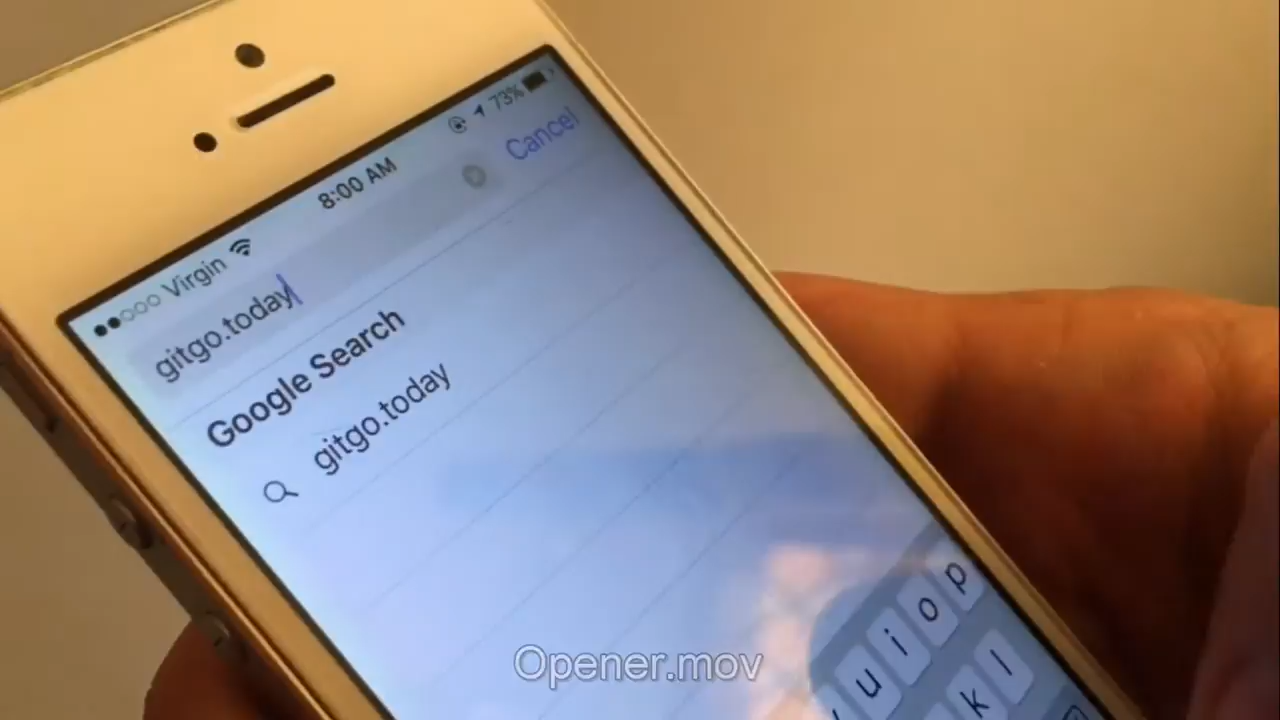 Virgin 8:00 AM 73%
gitgo.today Cancel
Google Search
gitgo.today
u i o p
k l
Opener.mov